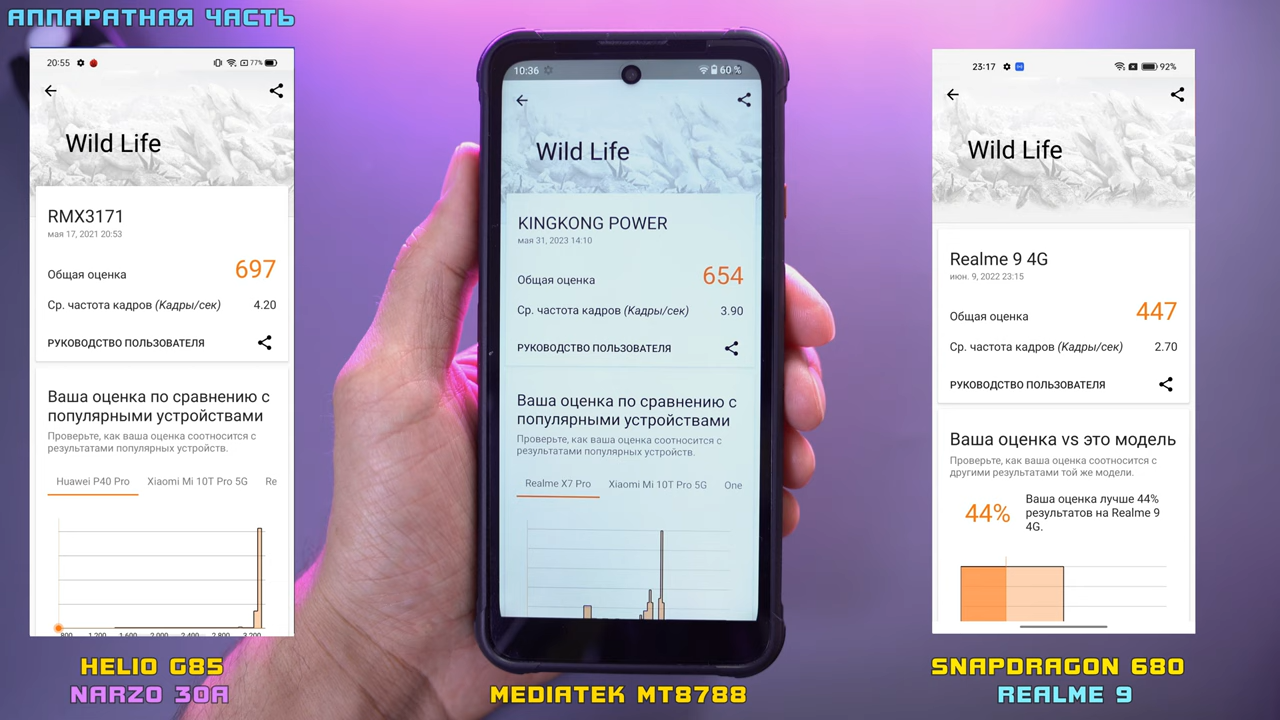 АППАРАТНАЯ ЧАСТЬ
20:55
77%
Wild Life
RMX3171
мая 17, 2021 20:53
Общая оценка
697
Ср. частота кадров (Кадры/сек)
4.20
РУКОВОДСТВО ПОЛЬЗОВАТЕЛЯ
Ваша оценка по сравнению с
популярными устройствами
Проверьте, как ваша оценка соотносится с
результатами популярных устройств.
Huawei P40 Pro Xiaomi Mi 10T Pro 5G Re
800 1 200 1 600 2 000 2 400 2 800 3 200
HELIO G85
NARZO 30A
10:36
60 %
Wild Life
KINGKONG POWER
мая 31, 2023 14:10
Общая оценка
654
Ср. частота кадров (Кадры/сек)
3.90
РУКОВОДСТВО ПОЛЬЗОВАТЕЛЯ
Ваша оценка по сравнению с
популярными устройствами
Проверьте, как ваша оценка соотносится с
результатами популярных устройств.
Realme X7 Pro Xiaomi Mi 10T Pro 5G One
MEDIATEK MT8788
23:17
92%
Wild Life
Realme 9 4G
июн. 9, 2022 23:15
Общая оценка
447
Ср. частота кадров (Кадры/сек)
2.70
РУКОВОДСТВО ПОЛЬЗОВАТЕЛЯ
Ваша оценка vs это модель
Проверьте, как ваша оценка соотносится с
другими результатами той же модели.
44%
Ваша оценка лучше 44%
результатов на Realme 9
4G.
SNAPDRAGON 680
REALME 9